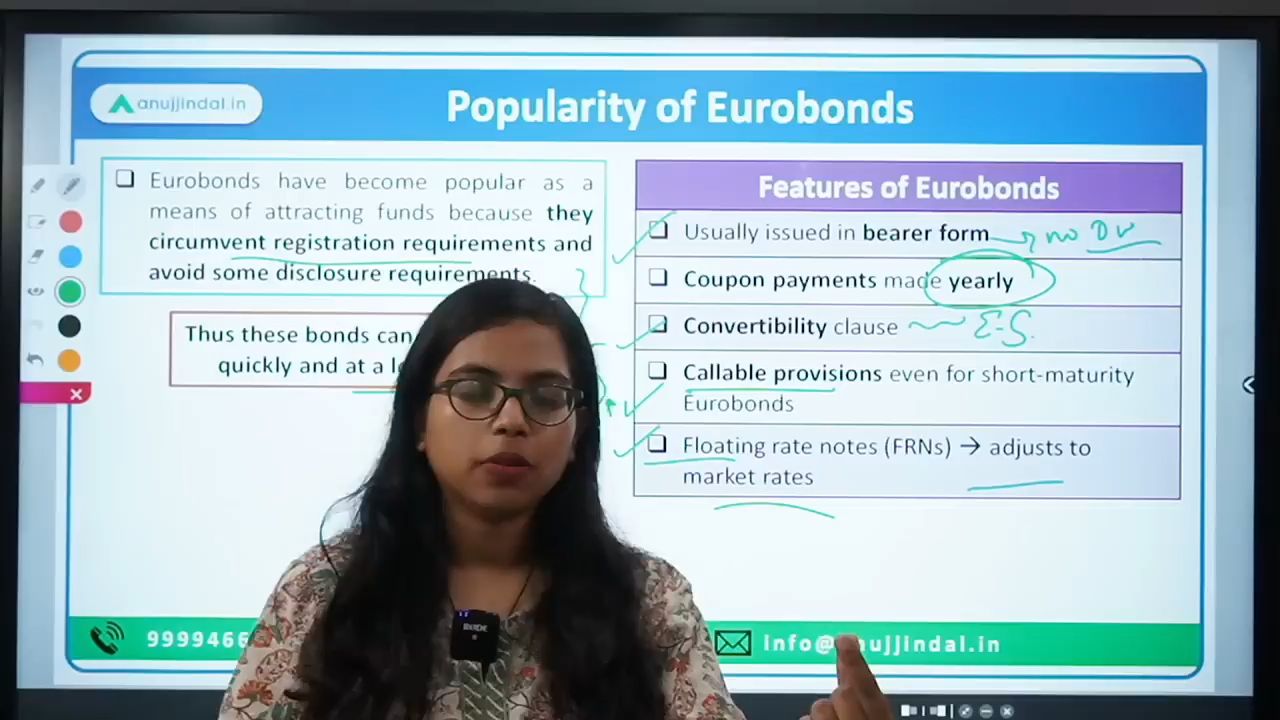 anujjindal.in
Popularity of Eurobonds
❑ Eurobonds have become popular as a
means of attracting funds because they
circumvent registration requirements and
avoid some disclosure requirements.
Thus these bonds can
quickly and at a
Features of Eurobonds
❑ Usually issued in bearer form → no
❑ Coupon payments made yearly
❑ Convertibility clause E-S.
❑ Callable provisions even for short-maturity
Eurobonds
❑ Floating rate notes (FRNs) → adjusts to
market rates
info@anujjindal.in